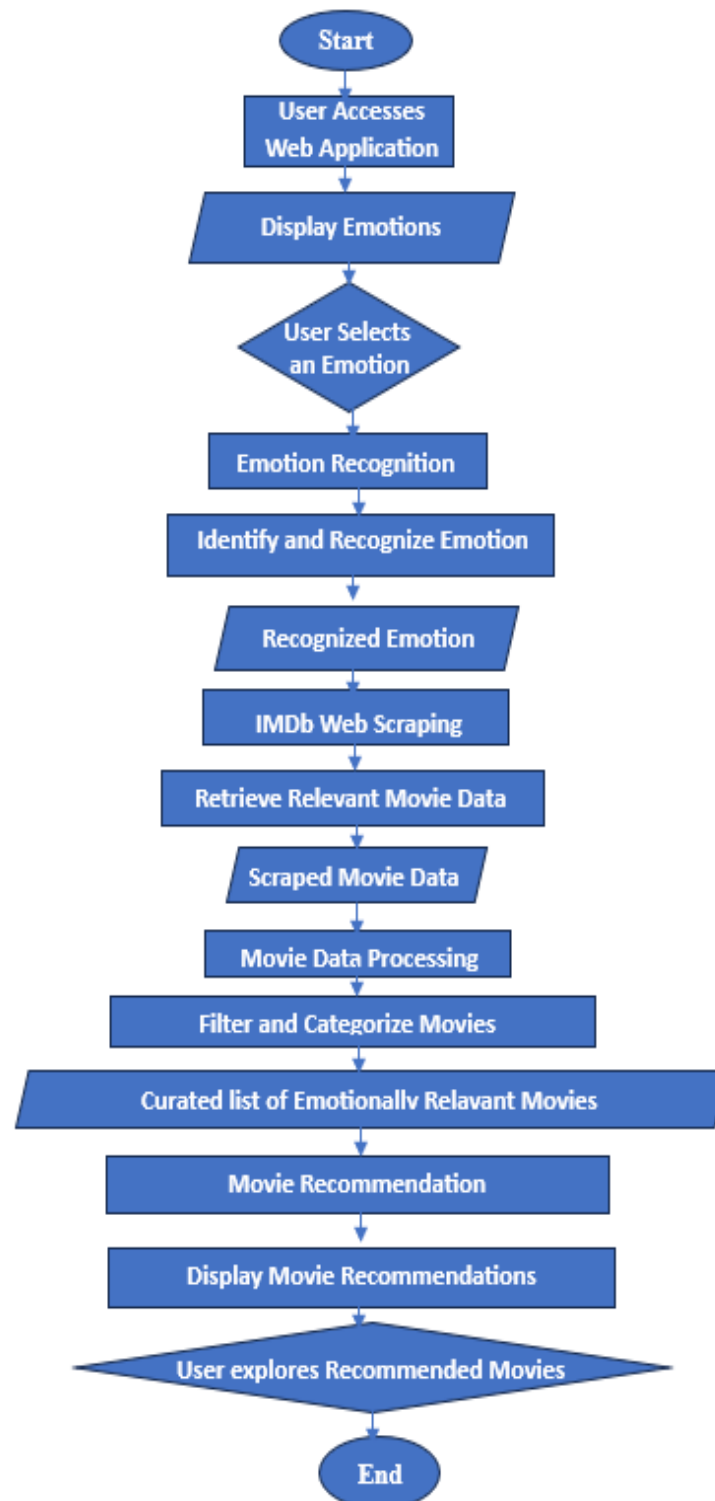 Start
User Accesses
Web Application
Display Emotions
User Selects
an Emotion
Emotion Recognition
Identify and Recognize Emotion
Recognized Emotion
IMDb Web Scraping
Retrieve Relevant Movie Data
Scraped Movie Data
Movie Data Processing
Filter and Categorize Movies
Curated list of Emotionally Relavant Movies
Movie Recommendation
Display Movie Recommendations
User explores Recommended Movies
End